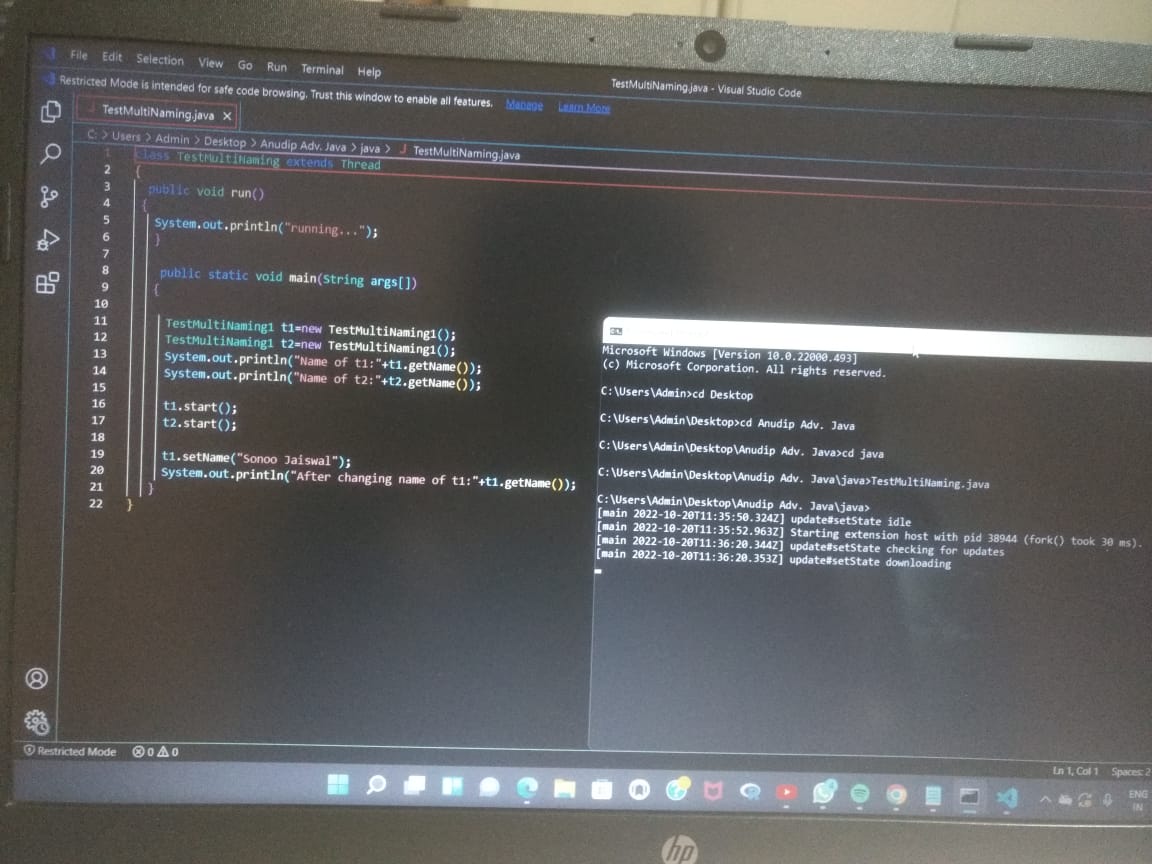 File Edit Selection View Go Run Terminal Help
TestMultiNaming.java - Visual Studio Code
Restricted Mode is intended for safe code browsing. Trust this window to enable all features. Manage Learn More
TestMultiNaming.java
C: > Users > Admin > Desktop > Anudip Adv. Java > java > J TestMultiNaming.java
1 class TestMultiNaming extends Thread
2 {
3 public void run()
4 {
5 System.out.println("running...");
6 }
7
8 public static void main(String args[])
9 {
10
11 TestMultiNaming1 t1=new TestMultiNaming1();
12 TestMultiNaming1 t2=new TestMultiNaming1();
13 System.out.println("Name of t1:"+t1.getName());
14 System.out.println("Name of t2:"+t2.getName());
15
16 t1.start();
17 t2.start();
18
19 t1.setName("Sonoo Jaiswal");
20 System.out.println("After changing name of t1:"+t1.getName());
21 }
22 }
Microsoft Windows [Version 10.0.22000.493]
(c) Microsoft Corporation. All rights reserved.
C:\Users\Admin>cd Desktop
C:\Users\Admin\Desktop>cd Anudip Adv. Java
C:\Users\Admin\Desktop\Anudip Adv. Java>cd java
C:\Users\Admin\Desktop\Anudip Adv. Java\java>TestMultiNaming.java
C:\Users\Admin\Desktop\Anudip Adv. Java\java>
[main 2022-10-20T11:35:50.324Z] update#setState idle
[main 2022-10-20T11:35:52.963Z] Starting extension host with pid 38944 (fork() took 30 ms).
[main 2022-10-20T11:36:20.344Z] update#setState checking for updates
[main 2022-10-20T11:36:20.353Z] update#setState downloading
Restricted Mode 0 0
Ln 1, Col 1 Spaces: 2
ENG
IN
hp